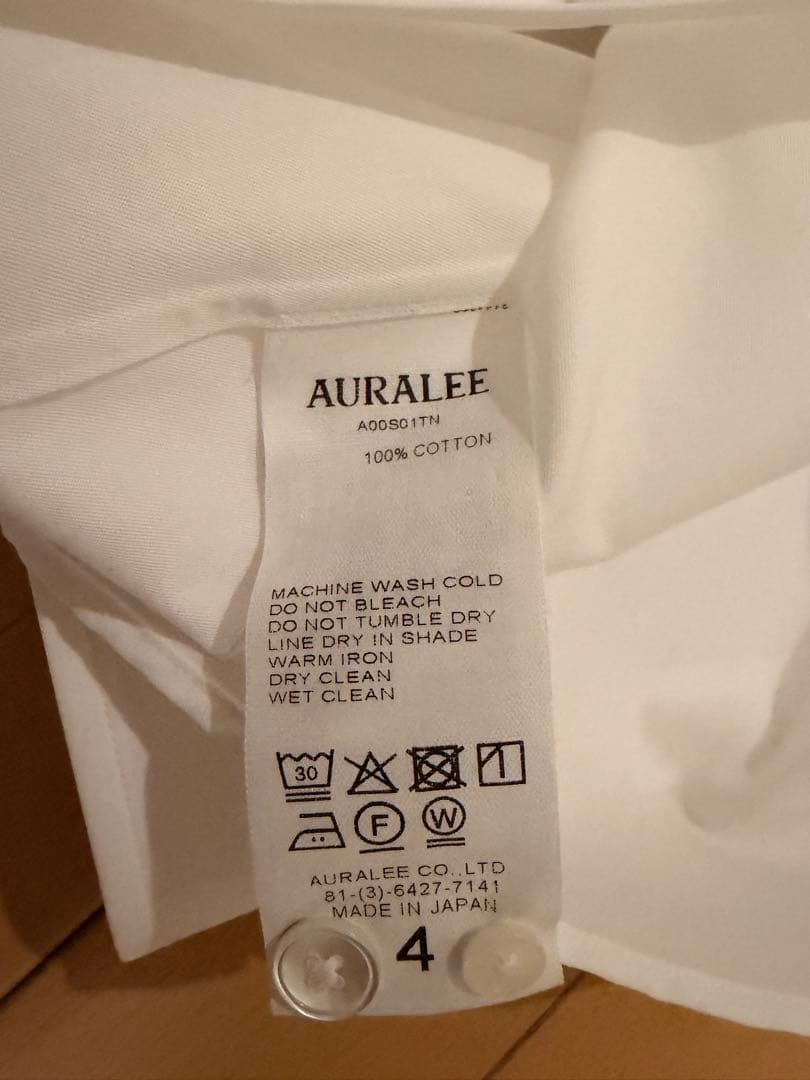 AURALEE
A00S01TN
100% COTTON
MACHINE WASH COLD
DO NOT BLEACH
DO NOT TUMBLE DRY
LINE DRY IN SHADE
WARM IRON
DRY CLEAN
WET CLEAN
30
F W
AURALEE CO.,LTD
81-(3)-6427-7141
MADE IN JAPAN
4